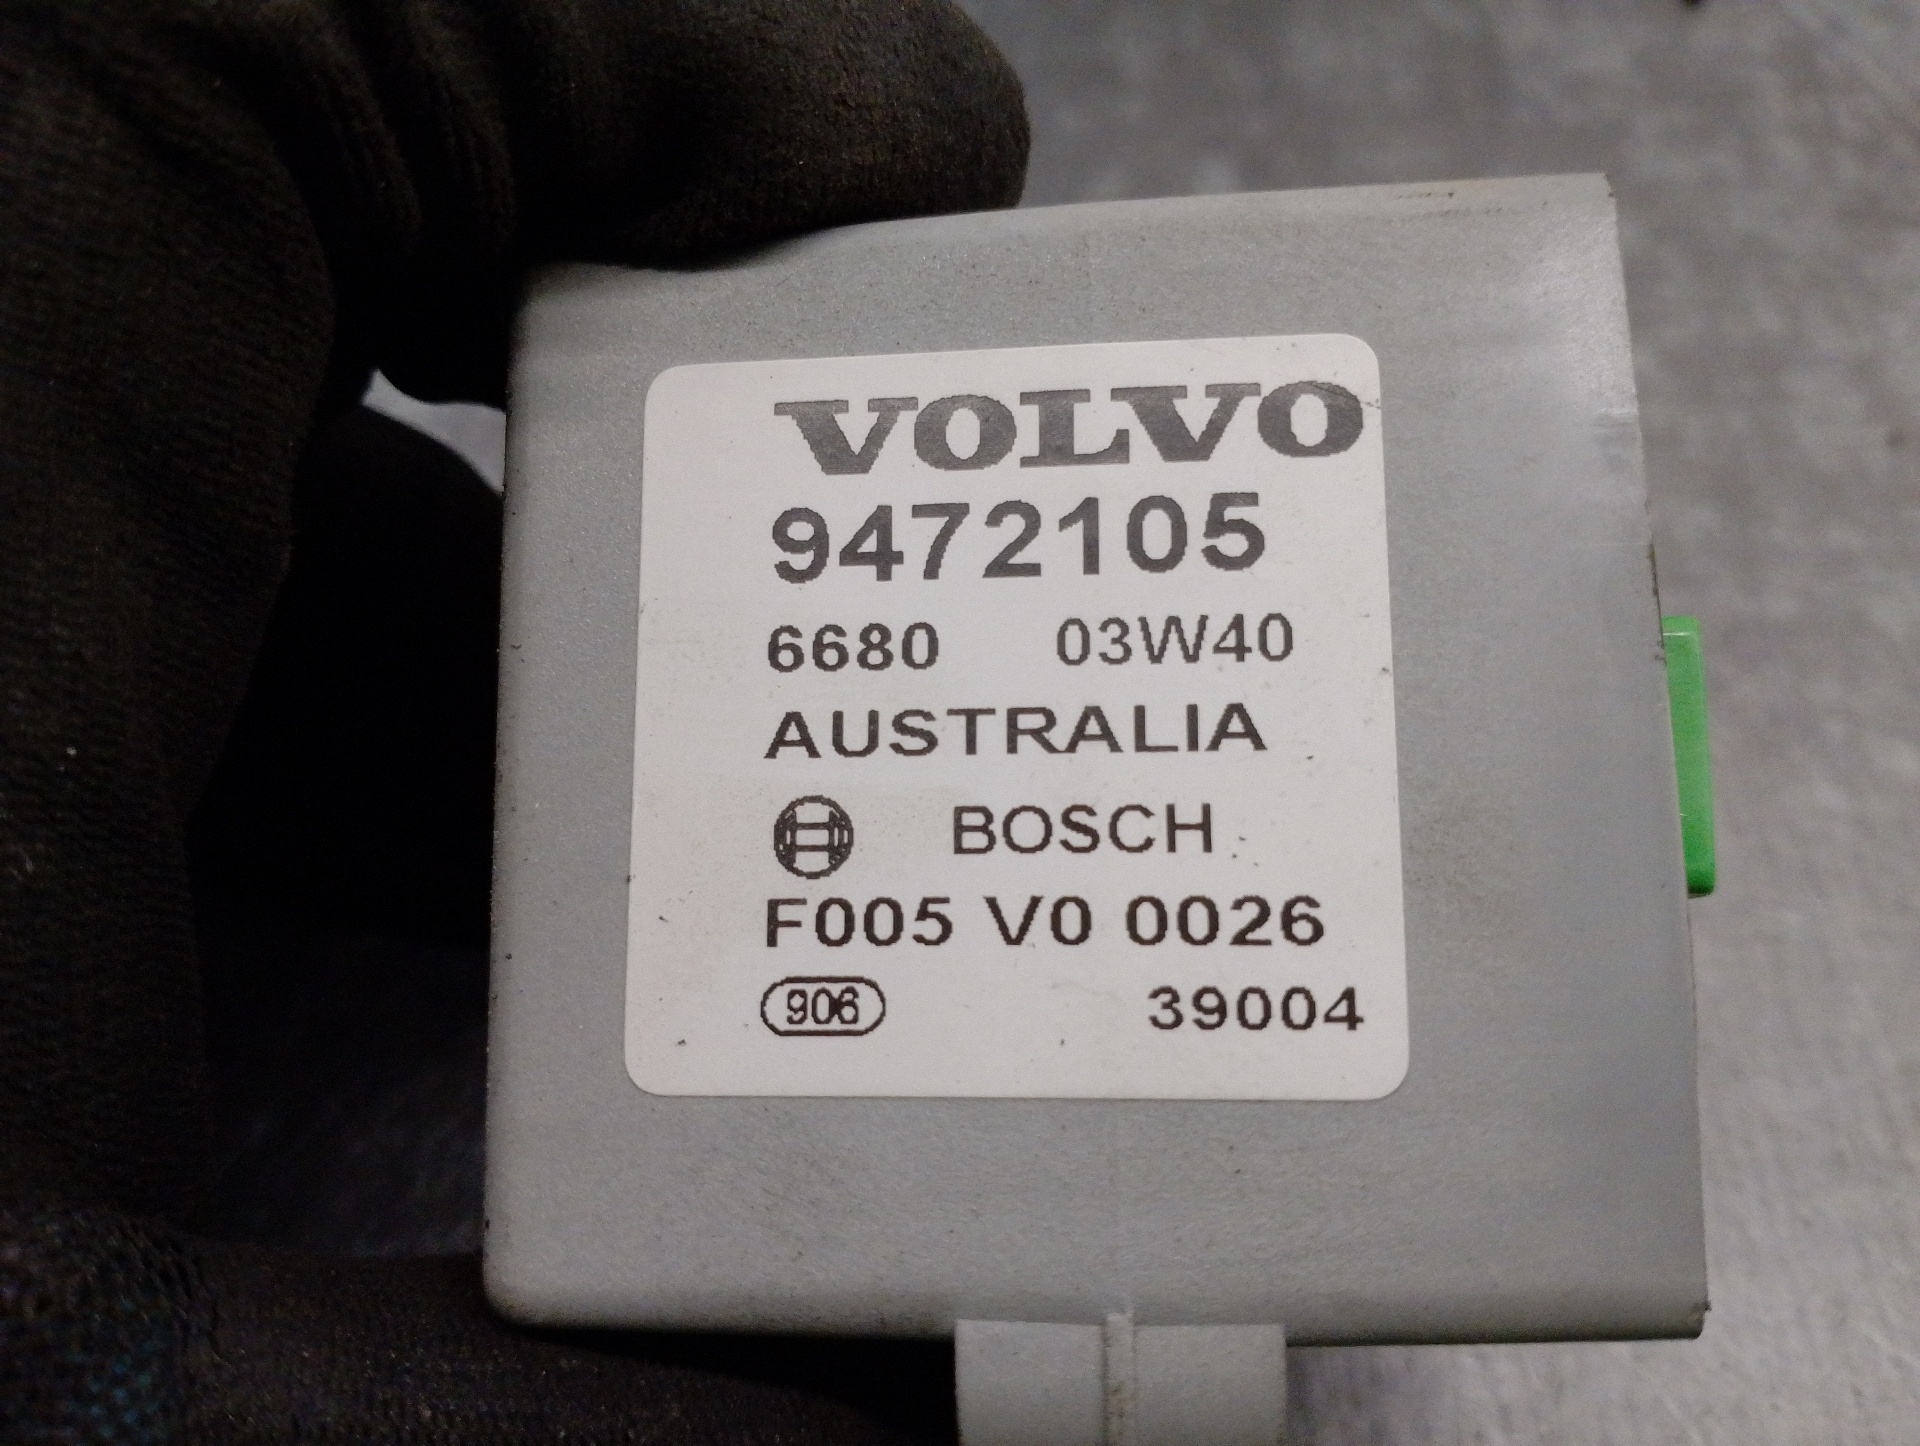 VOLVO
9472105
6680 03W40
AUSTRALIA
BOSCH
F005 V0 0026
906 39004